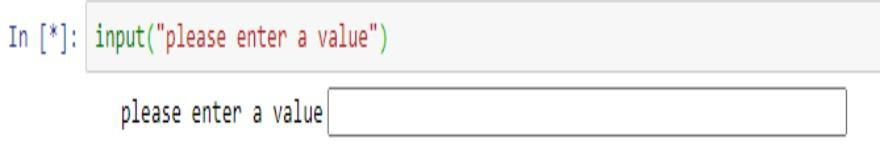 In [*]: input("please enter a value")
please enter a value